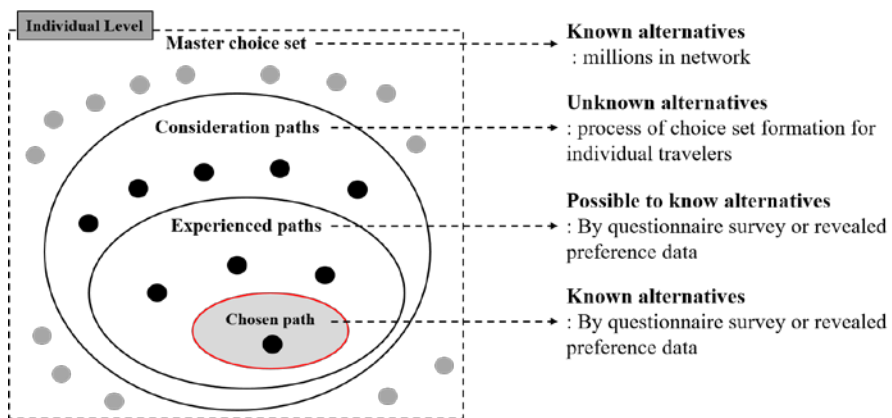 Individual Level
Master choice set
Known alternatives
: millions in network
Consideration paths
Unknown alternatives
: process of choice set formation for
individual travelers
Experienced paths
Possible to know alternatives
: By questionnaire survey or revealed
preference data
Chosen path
Known alternatives
: By questionnaire survey or revealed
preference data